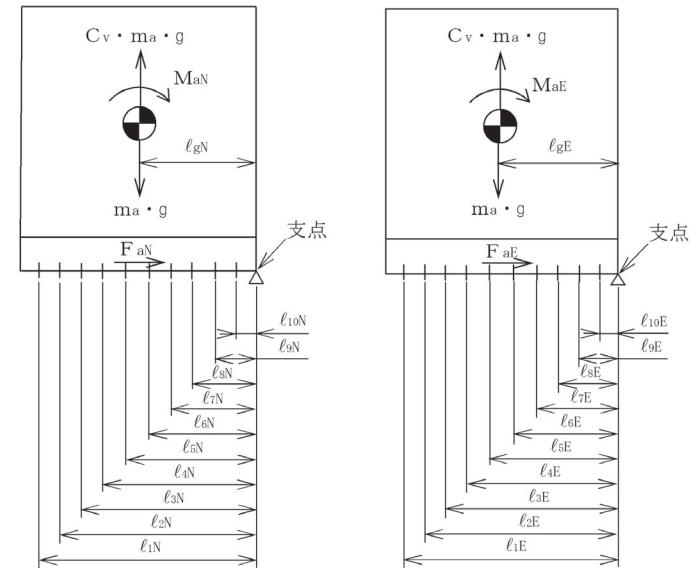 Cv・ma・g
MaN
ℓgN
ma・g
FaN
支点
ℓ10N
ℓ9N
ℓ8N
ℓ7N
ℓ6N
ℓ5N
ℓ4N
ℓ3N
ℓ2N
ℓ1N
Cv・ma・g
MaE
ℓgE
ma・g
FaE
支点
ℓ10E
ℓ9E
ℓ8E
ℓ7E
ℓ6E
ℓ5E
ℓ4E
ℓ3E
ℓ2E
ℓ1E